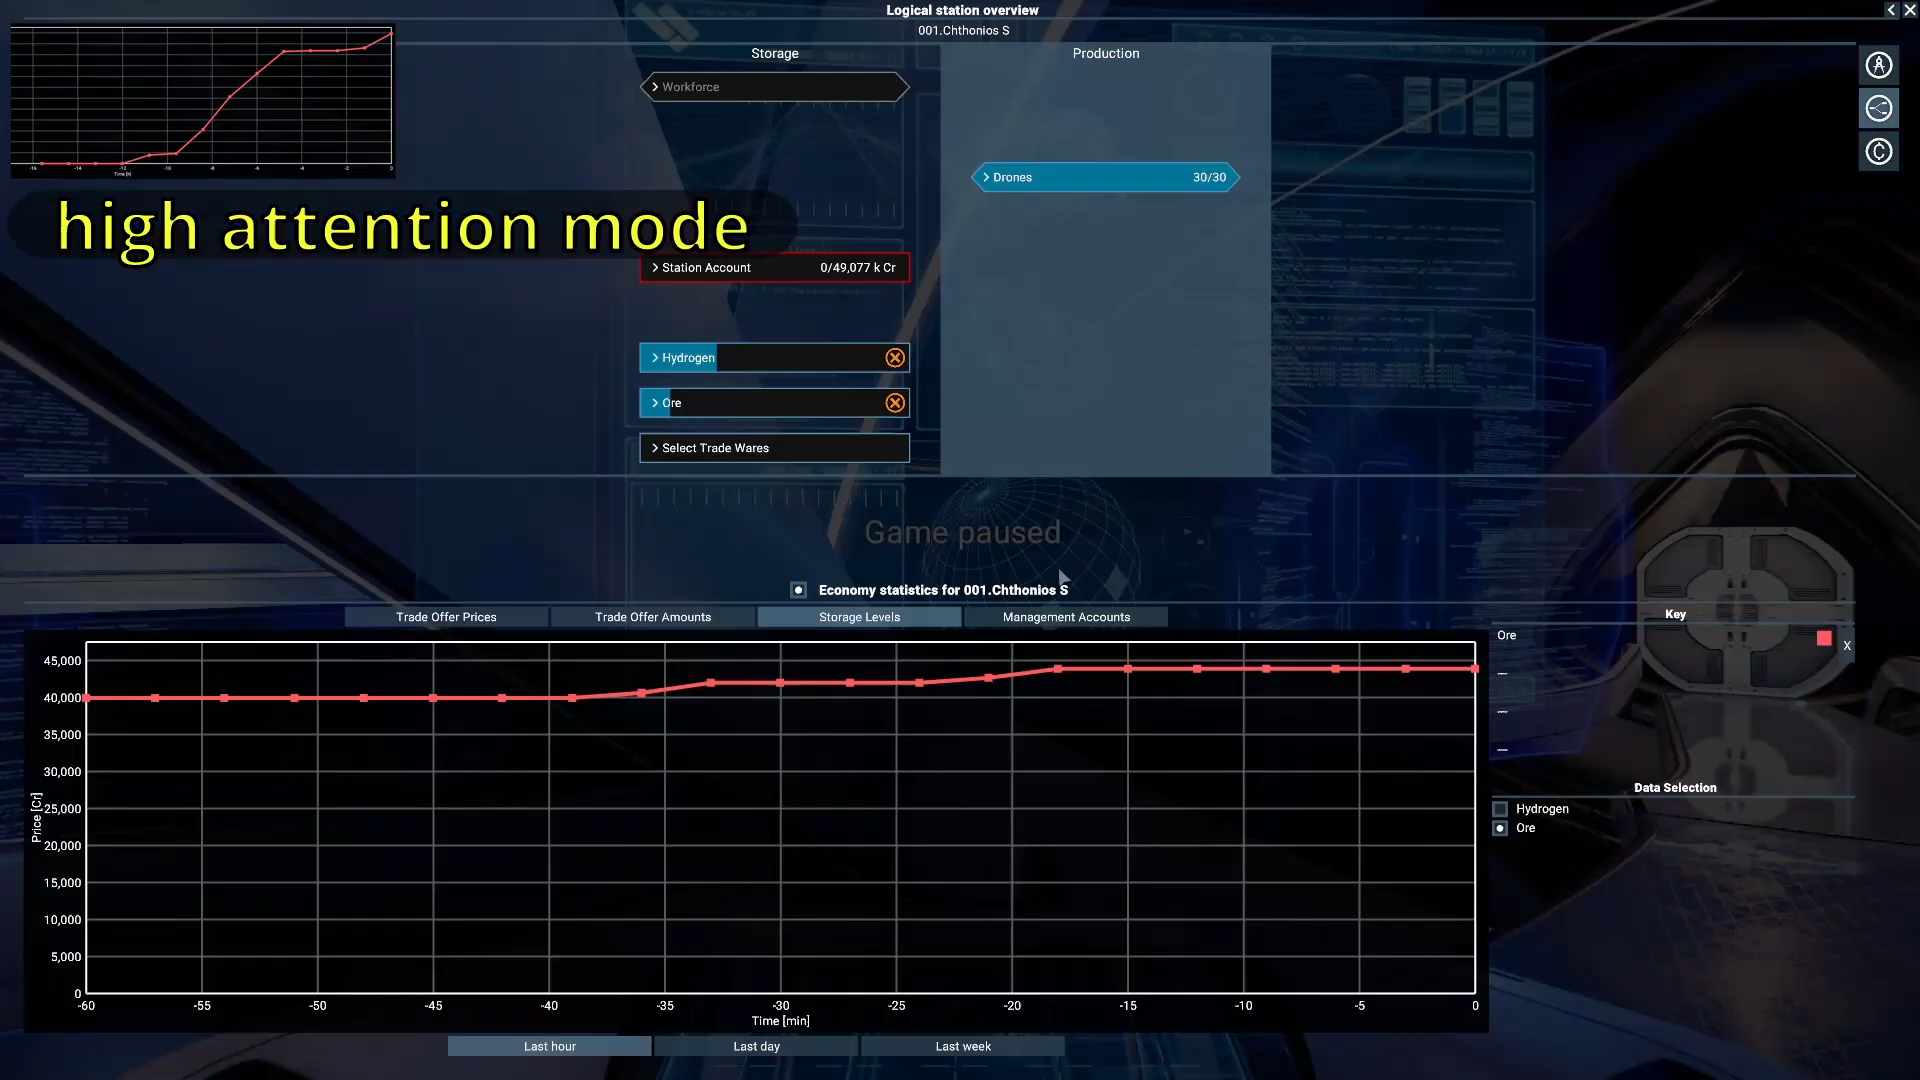 Logical station overview
001.Chthonios S
Storage
Production
Workforce
Drones 30/30
high attention mode
Station Account 0/49,077 k Cr
Hydrogen
Ore
Select Trade Wares
Game paused
Economy statistics for 001.Chthonios S
Trade Offer Prices
Trade Offer Amounts
Storage Levels
Management Accounts
Key
Ore
X
--
--
--
Data Selection
Hydrogen
Ore
Price [Cr]
45,000
40,000
35,000
30,000
25,000
20,000
15,000
10,000
5,000
0
-60 -55 -50 -45 -40 -35 -30 -25 -20 -15 -10 -5 0
Time [min]
Last hour
Last day
Last week